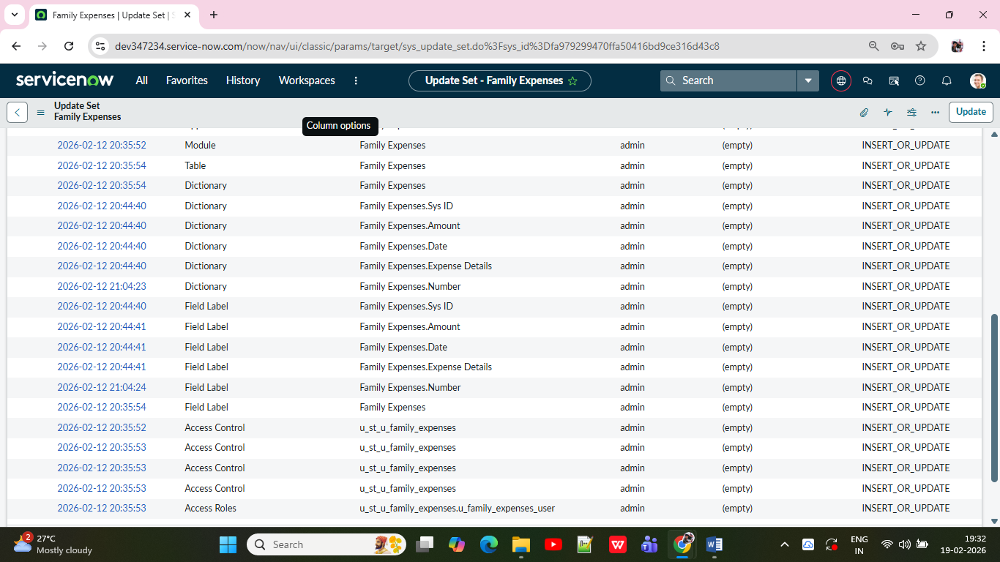 Family Expenses | Update Set | S
dev347234.service-now.com/now/nav/ui/classic/params/target/sys_update_set.do%3Fsys_id%3Dfa979299470ffa50416bd9ce316d43c8
servicenow All Favorites History Workspaces Update Set - Family Expenses Search
Update Set
Family Expenses
Update
Column options
2026-02-12 20:35:52 Module Family Expenses admin (empty) INSERT_OR_UPDATE
2026-02-12 20:35:54 Table Family Expenses admin (empty) INSERT_OR_UPDATE
2026-02-12 20:35:54 Dictionary Family Expenses admin (empty) INSERT_OR_UPDATE
2026-02-12 20:44:40 Dictionary Family Expenses.Sys ID admin (empty) INSERT_OR_UPDATE
2026-02-12 20:44:40 Dictionary Family Expenses.Amount admin (empty) INSERT_OR_UPDATE
2026-02-12 20:44:40 Dictionary Family Expenses.Date admin (empty) INSERT_OR_UPDATE
2026-02-12 20:44:40 Dictionary Family Expenses.Expense Details admin (empty) INSERT_OR_UPDATE
2026-02-12 21:04:23 Dictionary Family Expenses.Number admin (empty) INSERT_OR_UPDATE
2026-02-12 20:44:40 Field Label Family Expenses.Sys ID admin (empty) INSERT_OR_UPDATE
2026-02-12 20:44:41 Field Label Family Expenses.Amount admin (empty) INSERT_OR_UPDATE
2026-02-12 20:44:41 Field Label Family Expenses.Date admin (empty) INSERT_OR_UPDATE
2026-02-12 20:44:41 Field Label Family Expenses.Expense Details admin (empty) INSERT_OR_UPDATE
2026-02-12 21:04:24 Field Label Family Expenses.Number admin (empty) INSERT_OR_UPDATE
2026-02-12 20:35:54 Field Label Family Expenses admin (empty) INSERT_OR_UPDATE
2026-02-12 20:35:52 Access Control u_st_u_family_expenses admin (empty) INSERT_OR_UPDATE
2026-02-12 20:35:53 Access Control u_st_u_family_expenses admin (empty) INSERT_OR_UPDATE
2026-02-12 20:35:53 Access Control u_st_u_family_expenses admin (empty) INSERT_OR_UPDATE
2026-02-12 20:35:53 Access Control u_st_u_family_expenses admin (empty) INSERT_OR_UPDATE
2026-02-12 20:35:53 Access Roles u_st_u_family_expenses.u_family_expenses_user admin (empty) INSERT_OR_UPDATE
2
27°C
Mostly cloudy
Search
ENG
IN
19:32
19-02-2026